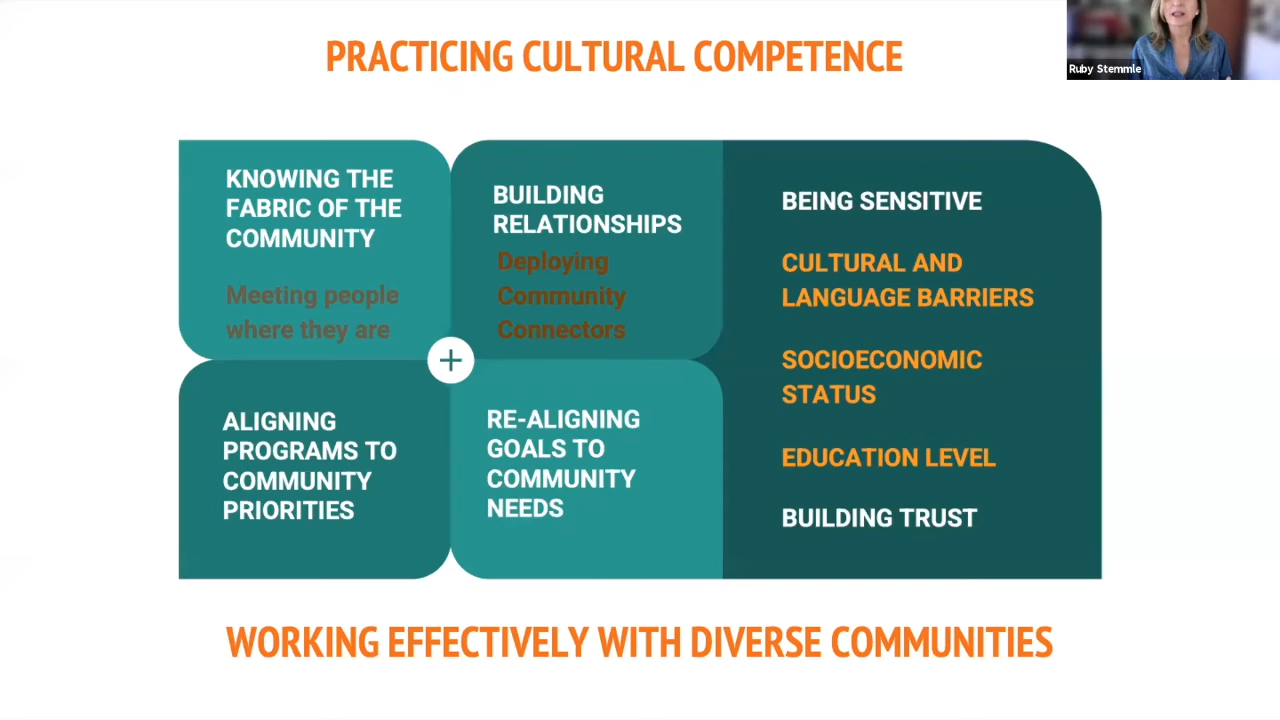 PRACTICING CULTURAL COMPETENCE
Ruby Stemmle
KNOWING THE
FABRIC OF THE
COMMUNITY
Meeting people
where they are
BUILDING
RELATIONSHIPS
Deploying
Community
Connectors
ALIGNING
PROGRAMS TO
COMMUNITY
PRIORITIES
RE-ALIGNING
GOALS TO
COMMUNITY
NEEDS
BEING SENSITIVE
CULTURAL AND
LANGUAGE BARRIERS
SOCIOECONOMIC
STATUS
EDUCATION LEVEL
BUILDING TRUST
WORKING EFFECTIVELY WITH DIVERSE COMMUNITIES